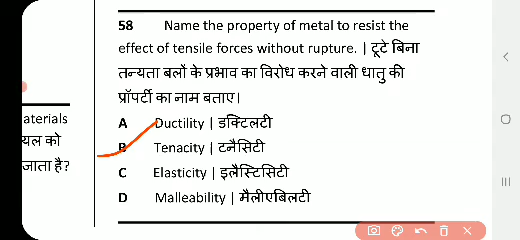 58 Name the property of metal to resist the
effect of tensile forces without rupture. | टूटे बिना
तन्यता बलों के प्रभाव का विरोध करने वाली धातु की
प्रॉपर्टी का नाम बताए।
A Ductility | डक्टिलटी
B Tenacity | टनैसिटी
C Elasticity | इलैस्टिसिटी
D Malleability | मैलीएबिलटी
aterials
यल को
जाता है?